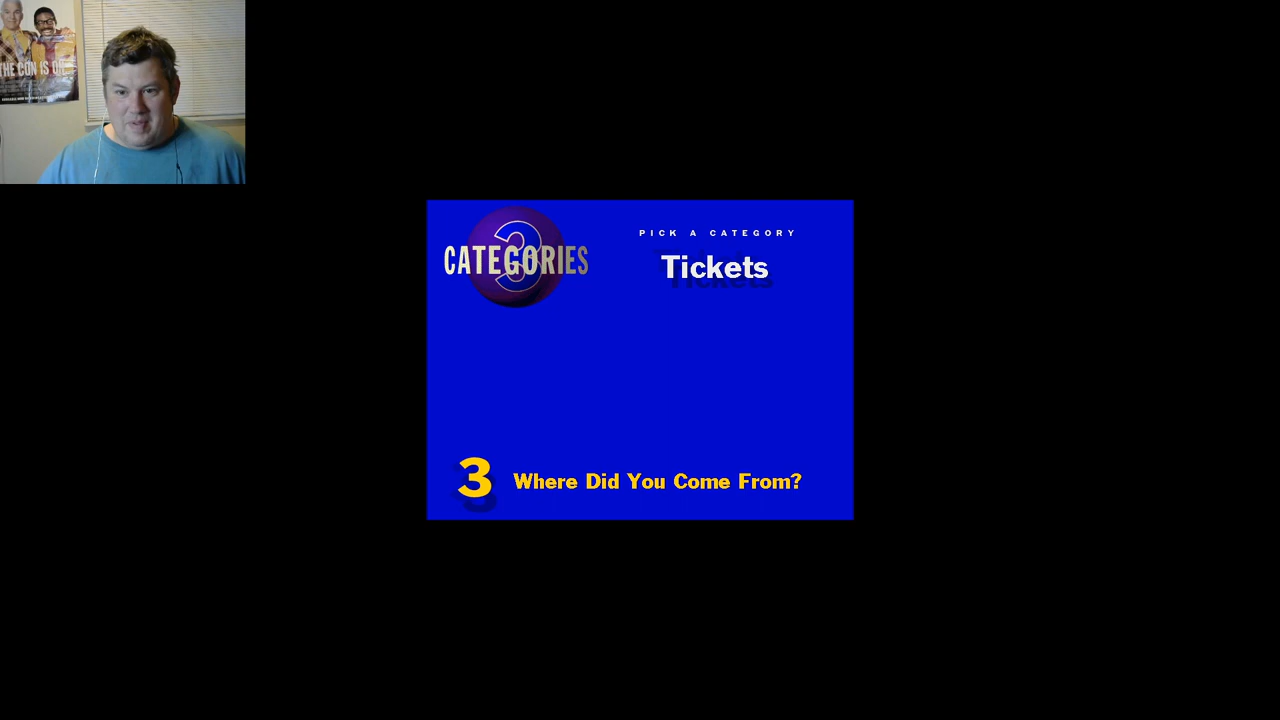 THE CON IS ON
PICK A CATEGORY
3
CATEGORIES
Tickets
3 Where Did You Come From?